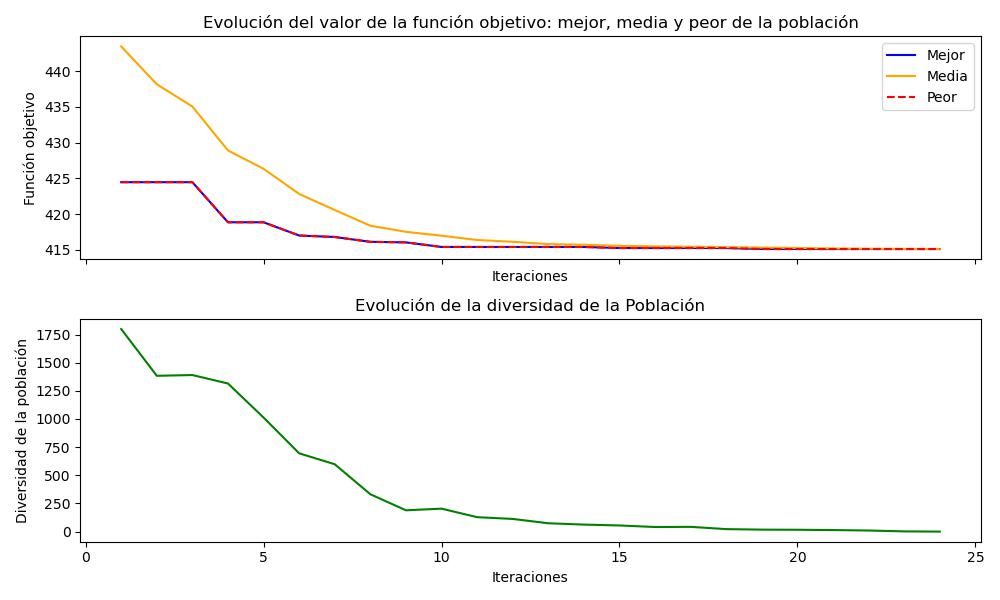 Evolución del valor de la función objetivo: mejor, media y peor de la población
Función objetivo
440
435
430
425
420
415
Mejor
Media
Peor
Iteraciones
Evolución de la diversidad de la Población
Diversidad de la población
1750
1500
1250
1000
750
500
250
0
0 5 10 15 20 25
Iteraciones